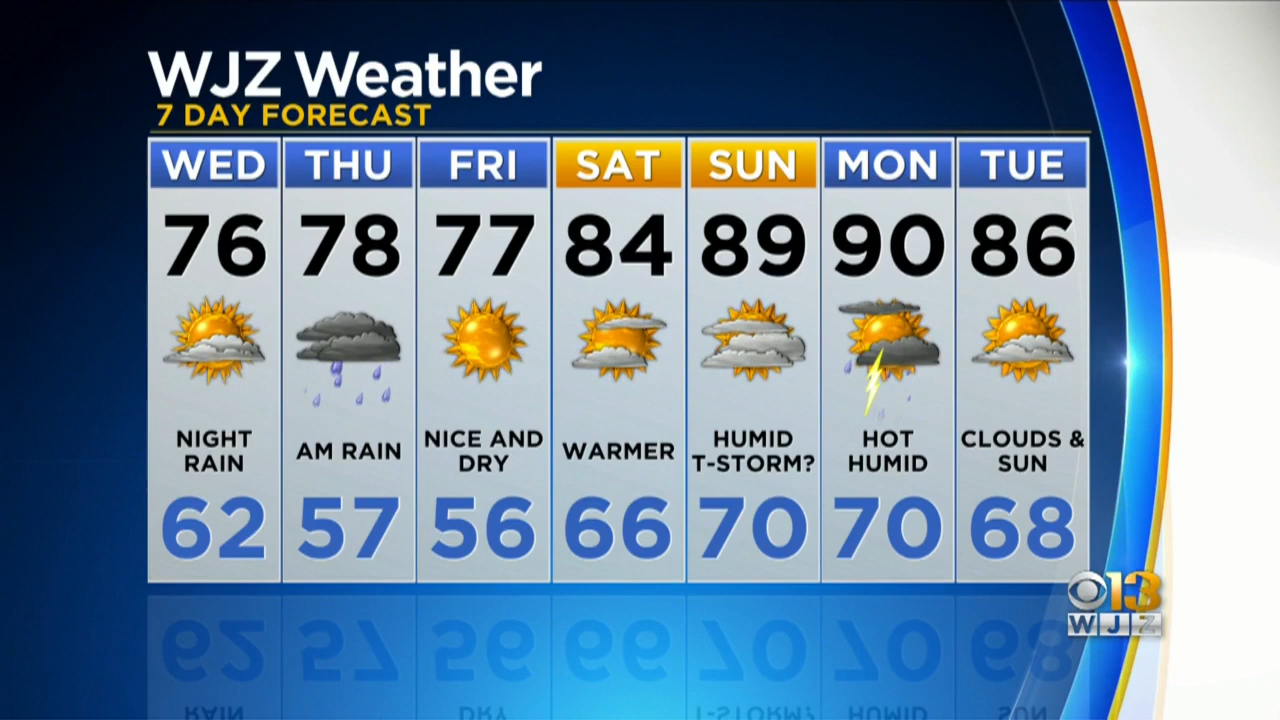 WJZ Weather
7 DAY FORECAST
WED THU FRI SAT SUN MON TUE
76 78 77 84 89 90 86
NIGHT RAIN
AM RAIN
NICE AND DRY
WARMER
HUMID T-STORM?
HOT HUMID
CLOUDS & SUN
62 57 56 66 70 70 68
13
WJZ